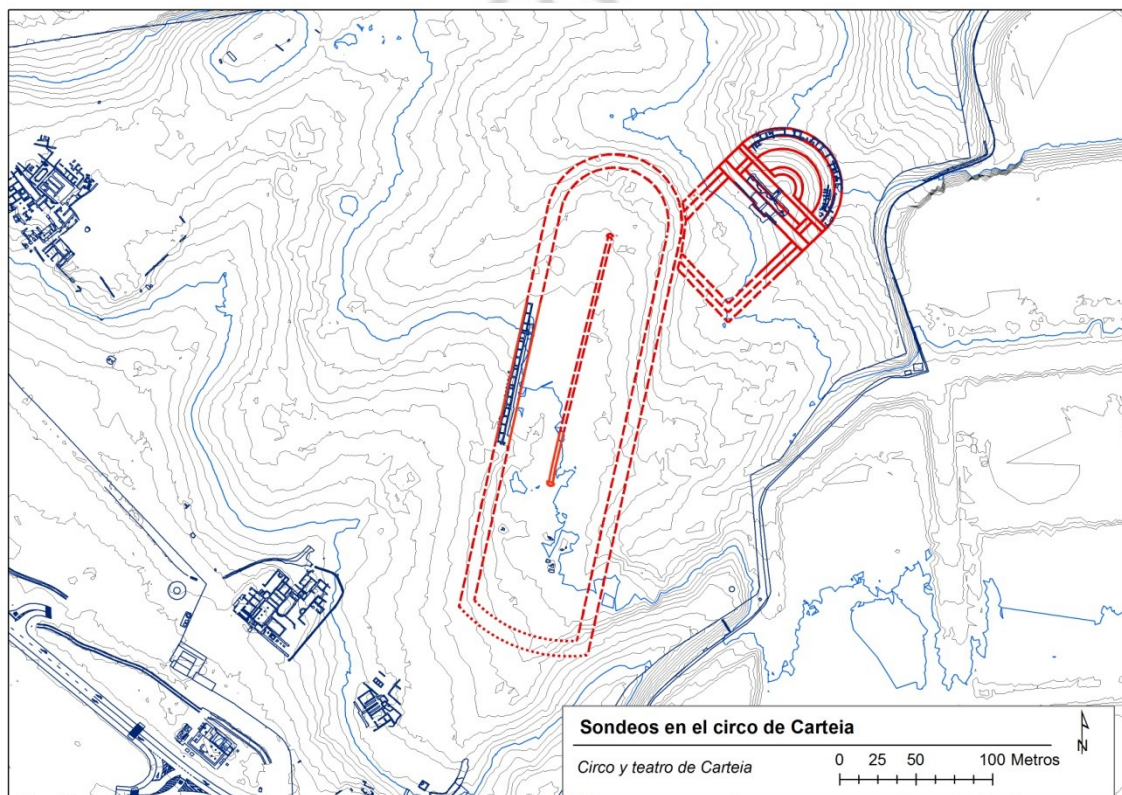 Sondeos en el circo de Carteia
Circo y teatro de Carteia
0 25 50 100 Metros
N